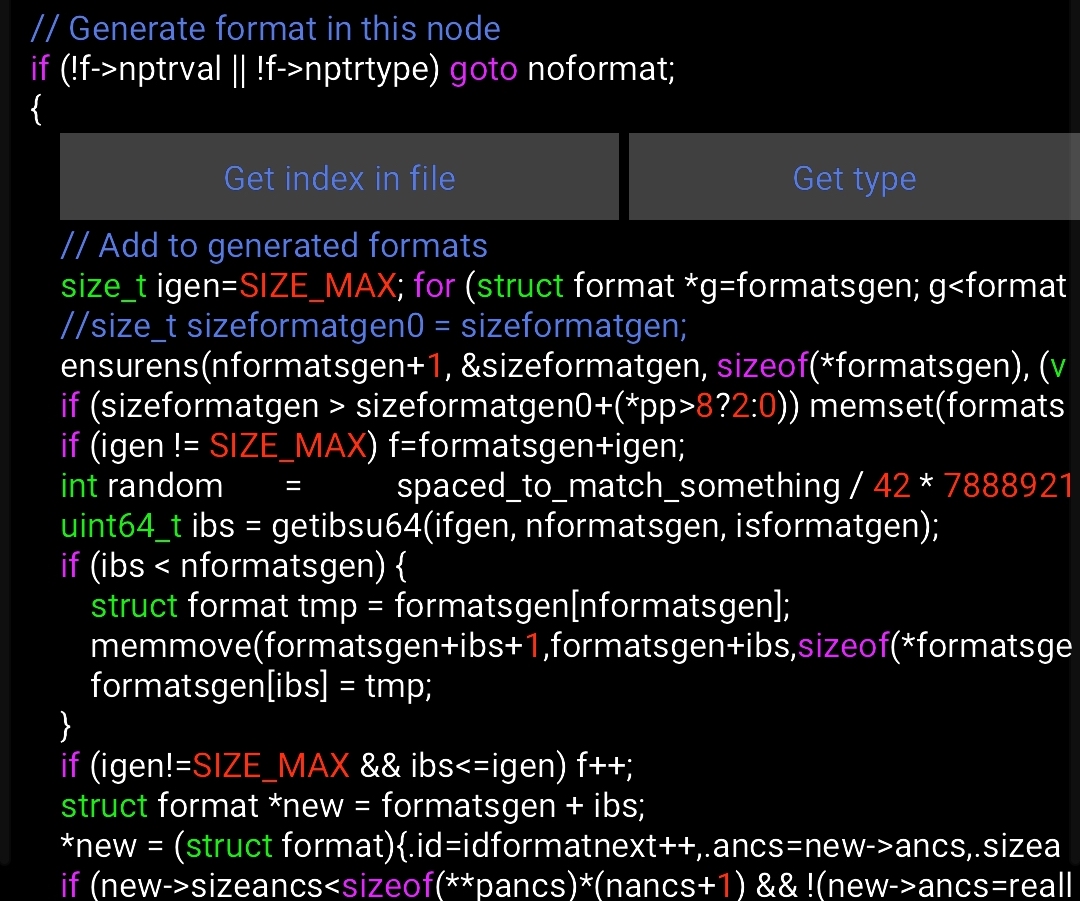 // Generate format in this node
if (!f->nptrval || !f->nptrtype) goto noformat;
{
Get index in file
Get type
// Add to generated formats
size_t igen=SIZE_MAX; for (struct format *g=formatsgen; g<format
//size_t sizeformatgen0 = sizeformatgen;
ensurens(nformatsgen+1, &sizeformatgen, sizeof(*formatsgen), (v
if (sizeformatgen > sizeformatgen0+(*pp>8?2:0)) memset(formats
if (igen != SIZE_MAX) f=formatsgen+igen;
int random = spaced_to_match_something / 42 * 7888921
uint64_t ibs = getibsu64(ifgen, nformatsgen, isformatgen);
if (ibs < nformatsgen) {
struct format tmp = formatsgen[nformatsgen];
memmove(formatsgen+ibs+1,formatsgen+ibs,sizeof(*formatsge
formatsgen[ibs] = tmp;
}
if (igen!=SIZE_MAX && ibs<=igen) f++;
struct format *new = formatsgen + ibs;
*new = (struct format){.id=idformatnext++,.ancs=new->ancs,.sizea
if (new->sizeancs<sizeof(**pancs)*(nancs+1) && !(new->ancs=reall